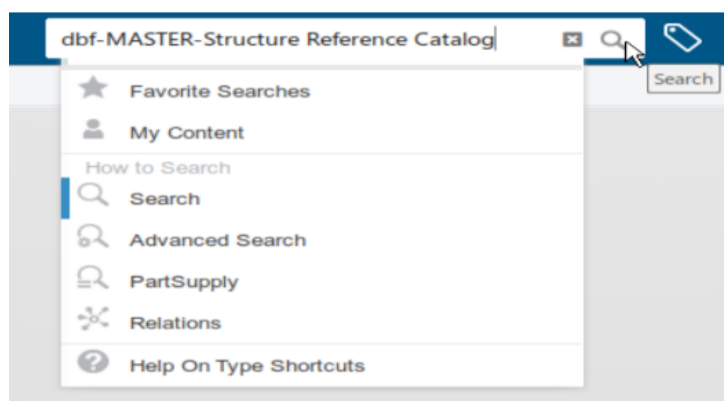 dbf-MASTER-Structure Reference Catalog
Search
Favorite Searches
My Content
How to Search
Search
Advanced Search
PartSupply
Relations
Help On Type Shortcuts